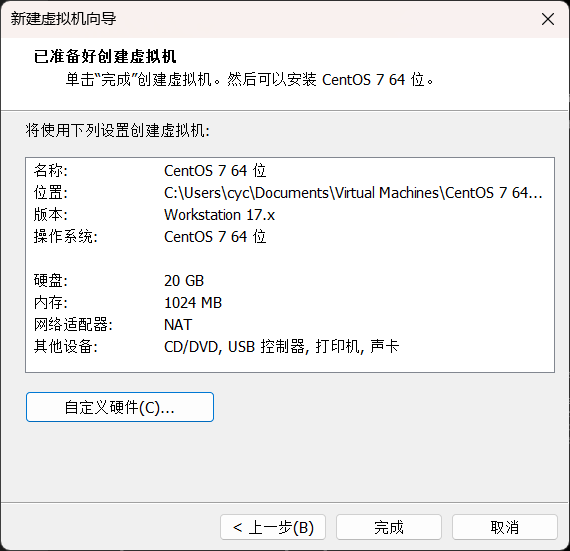 新建虚拟机向导
已准备好创建虚拟机
单击“完成”创建虚拟机。然后可以安装 CentOS 7 64 位。
将使用下列设置创建虚拟机:
名称: CentOS 7 64 位
位置: C:\Users\cyc\Documents\Virtual Machines\CentOS 7 64...
版本: Workstation 17.x
操作系统: CentOS 7 64 位
硬盘: 20 GB
内存: 1024 MB
网络适配器: NAT
其他设备: CD/DVD, USB 控制器, 打印机, 声卡
自定义硬件(C)...
< 上一步(B) 完成 取消